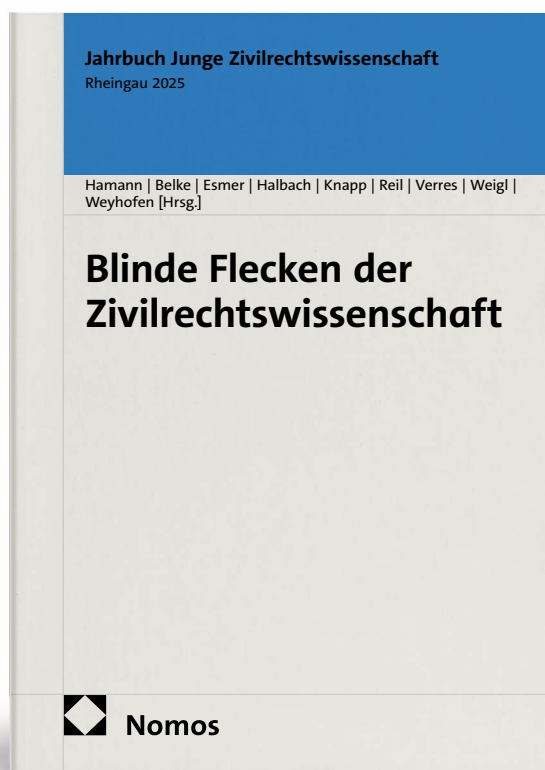 Jahrbuch Junge Zivilrechtswissenschaft
Rheingau 2025
Hamann | Belke | Esmer | Halbach | Knapp | Reil | Verres | Weigl |
Weyhofen [Hrsg.]
Blinde Flecken der
Zivilrechtswissenschaft
Nomos